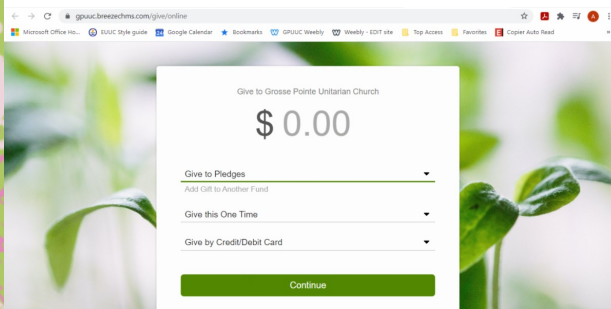 gpuuc.breezechms.com/give/online
A
Microsoft Office Ho... EUUC Style guide 24 Google Calendar Bookmarks GPUUC Weebly Weebly - EDIT site Top Access Favorites E Copier Auto Read »
Give to Grosse Pointe Unitarian Church
$ 0.00
Give to Pledges
Add Gift to Another Fund
Give this One Time
Give by Credit/Debit Card
Continue